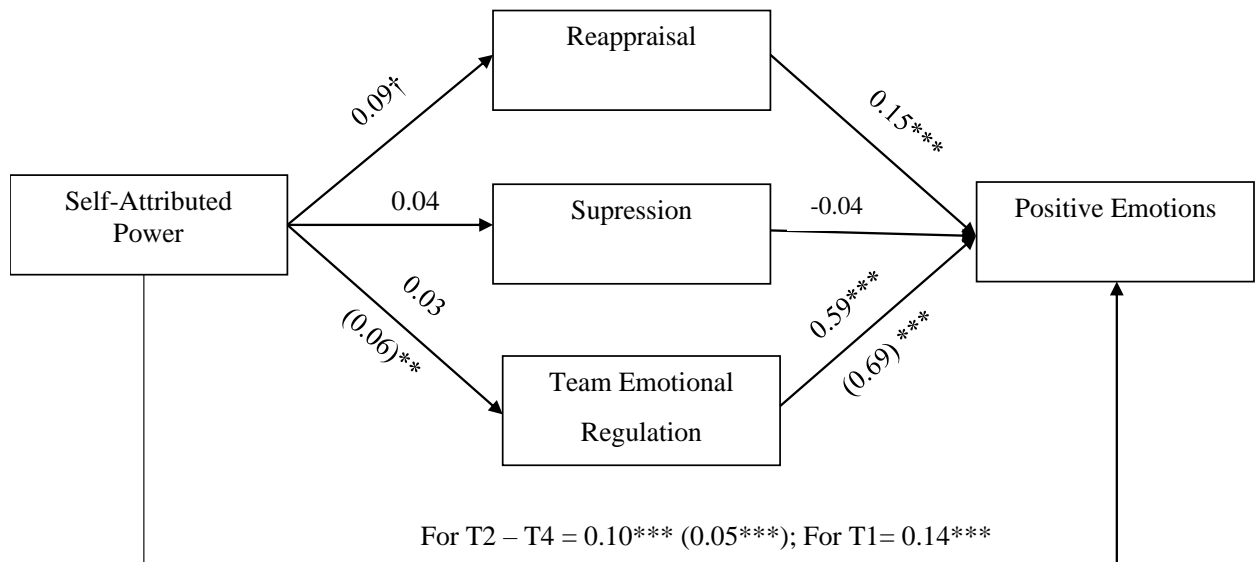 Reappraisal
0.09†
0.15***
Self-Attributed
Power
0.04
Supression
-0.04
Positive Emotions
0.03
(0.06)**
0.59***
(0.69) ***
Team Emotional
Regulation
For T2 – T4 = 0.10*** (0.05***); For T1= 0.14***